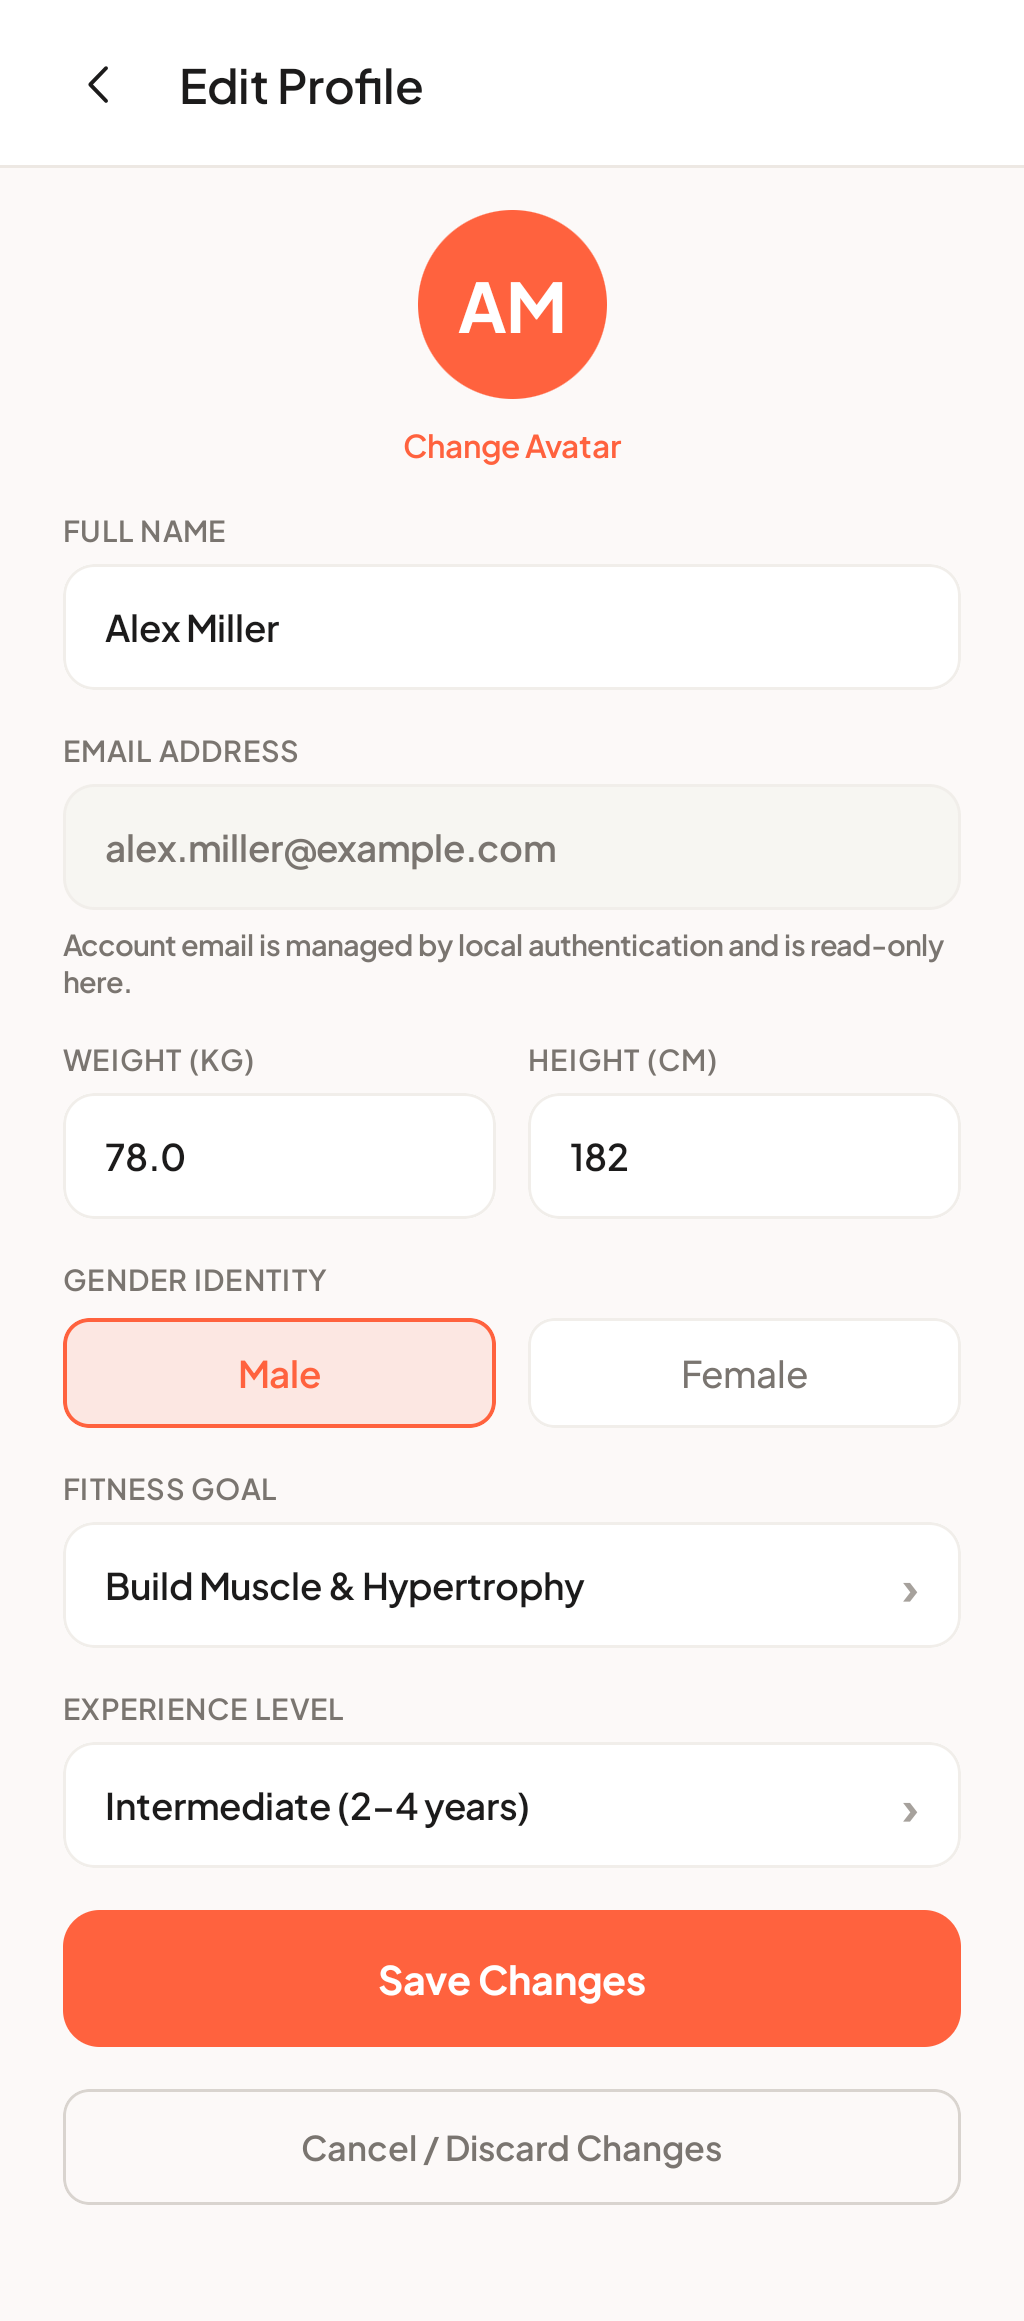 Edit Profile
AM
Change Avatar
FULL NAME
Alex Miller
EMAIL ADDRESS
alex.miller@example.com
Account email is managed by local authentication and is read-only
here.
WEIGHT (KG) HEIGHT (CM)
78.0 182
GENDER IDENTITY
Male Female
FITNESS GOAL
Build Muscle & Hypertrophy ›
EXPERIENCE LEVEL
Intermediate (2–4 years) ›
Save Changes
Cancel / Discard Changes